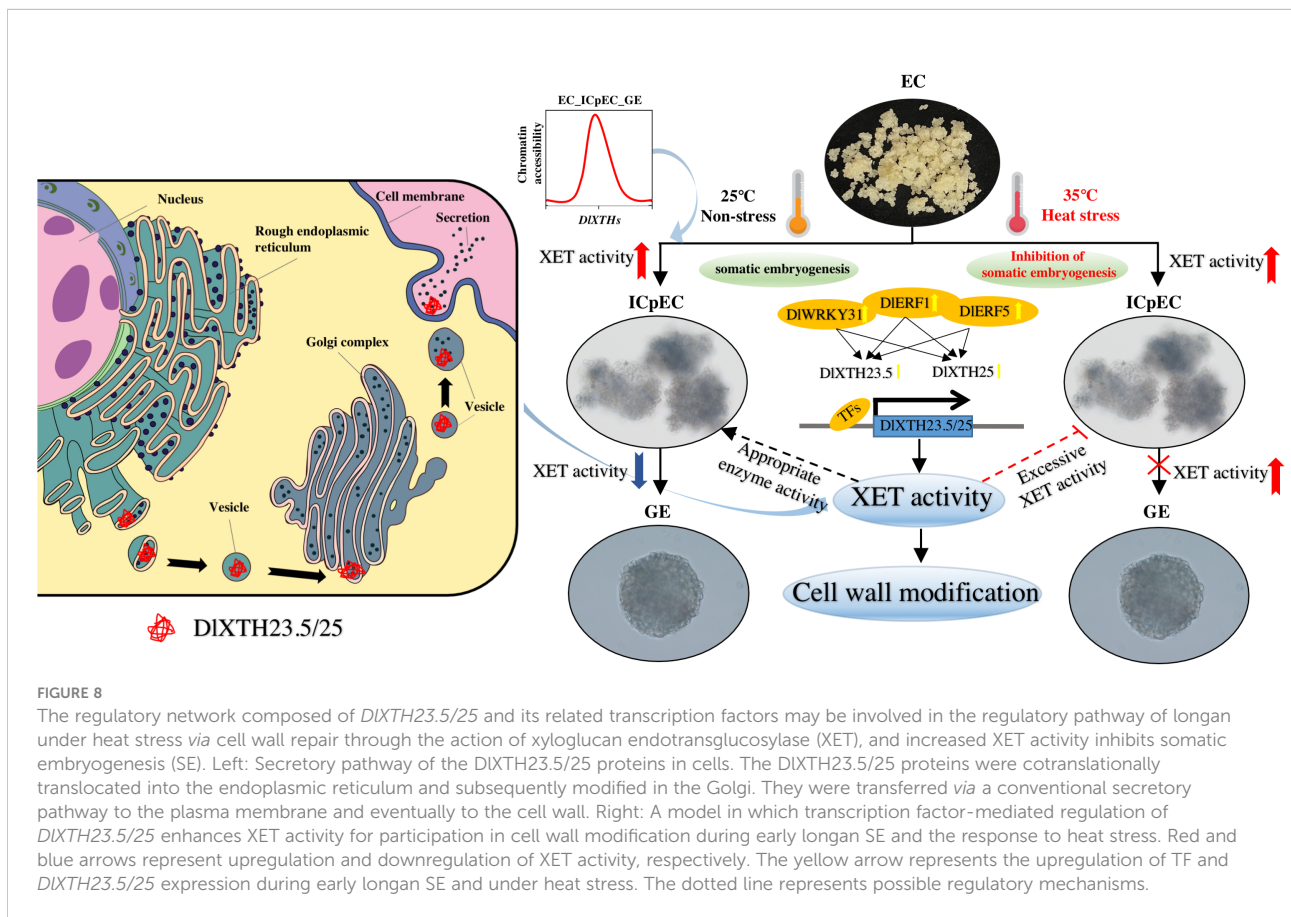 EC_ICpEC_GE
Chromatin
accessibility
DlXTHs
EC
25℃
Non-stress
35℃
Heat stress
Nucleus
Rough endoplasmic
reticulum
Cell membrane
Secretion
Golgi complex
Vesicle
Vesicle
DlXTH23.5/25
XET activity
somatic embryogenesis
Inhibition of
somatic embryogenesis
XET activity
ICpEC
ICpEC
DlWRKY31
DlERF1
DlERF5
DlXTH23.5
DlXTH25
TFs
DlXTH23.5/25
XET activity
Appropriate
enzyme activity
Excessive
XET activity
XET activity
XET activity
GE
GE
Cell wall modification
FIGURE 8
The regulatory network composed of DlXTH23.5/25 and its related transcription factors may be involved in the regulatory pathway of longan
under heat stress via cell wall repair through the action of xyloglucan endotransglucosylase (XET), and increased XET activity inhibits somatic
embryogenesis (SE). Left: Secretory pathway of the DlXTH23.5/25 proteins in cells. The DlXTH23.5/25 proteins were cotranslationally
translocated into the endoplasmic reticulum and subsequently modified in the Golgi. They were transferred via a conventional secretory
pathway to the plasma membrane and eventually to the cell wall. Right: A model in which transcription factor-mediated regulation of
DlXTH23.5/25 enhances XET activity for participation in cell wall modification during early longan SE and the response to heat stress. Red and
blue arrows represent upregulation and downregulation of XET activity, respectively. The yellow arrow represents the upregulation of TF and
DlXTH23.5/25 expression during early longan SE and under heat stress. The dotted line represents possible regulatory mechanisms.